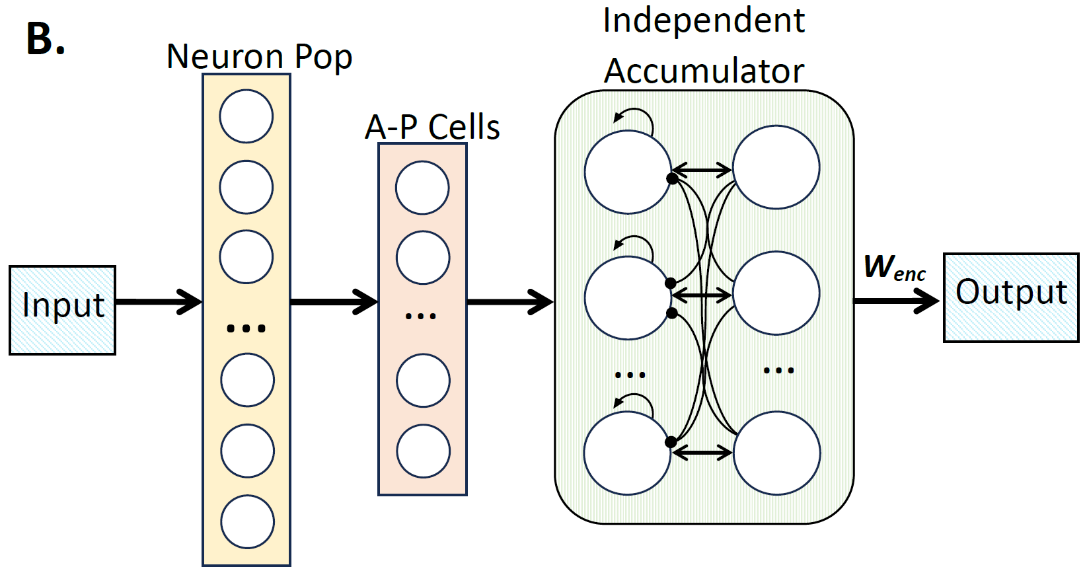 B.
Neuron Pop
A-P Cells
Independent
Accumulator
Input
...
...
...
...
W_enc
Output